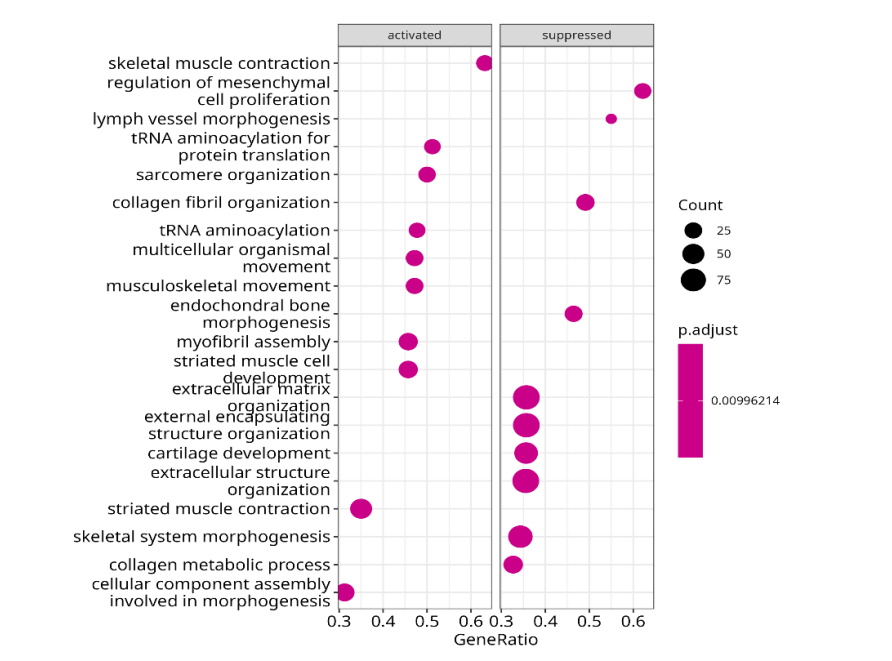 activated
suppressed
skeletal muscle contraction
regulation of mesenchymal
cell proliferation
lymph vessel morphogenesis
tRNA aminoacylation for
protein translation
sarcomere organization
collagen fibril organization
tRNA aminoacylation
multicellular organismal
movement
musculoskeletal movement
endochondral bone
morphogenesis
myofibril assembly
striated muscle cell
development
extracellular matrix
organization
external encapsulating
structure organization
cartilage development
extracellular structure
organization
striated muscle contraction
skeletal system morphogenesis
collagen metabolic process
cellular component assembly
involved in morphogenesis
0.3 0.4 0.5 0.6 0.3 0.4 0.5 0.6
GeneRatio
Count
25
50
75
p.adjust
0.00996214